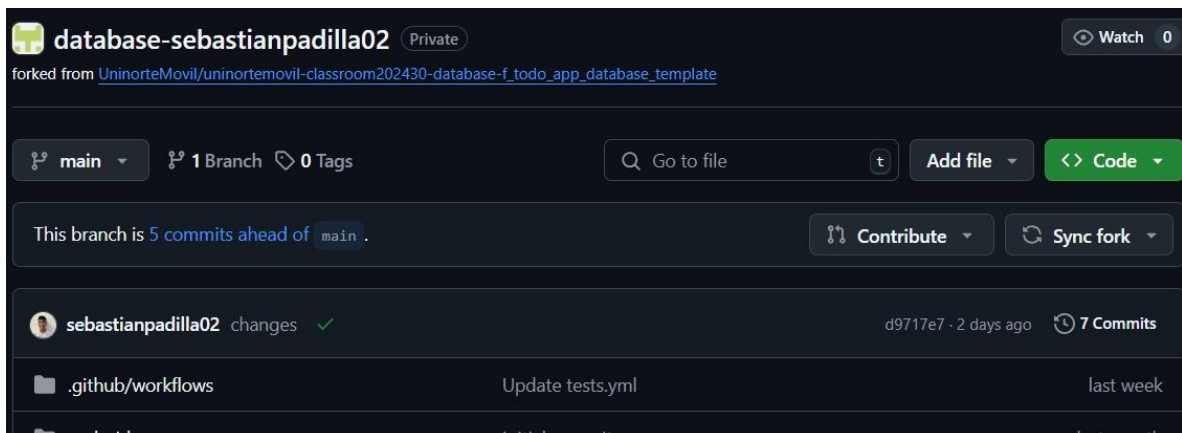 database-sebastianpadilla02 Private Watch 0
forked from UninorteMovil/uninortemovil-classroom202430-database-f_todo_app_database_template
main 1 Branch 0 Tags Go to file t Add file Code
This branch is 5 commits ahead of main . Contribute Sync fork
sebastianpadilla02 changes d9717e7 · 2 days ago 7 Commits
.github/workflows Update tests.yml last week